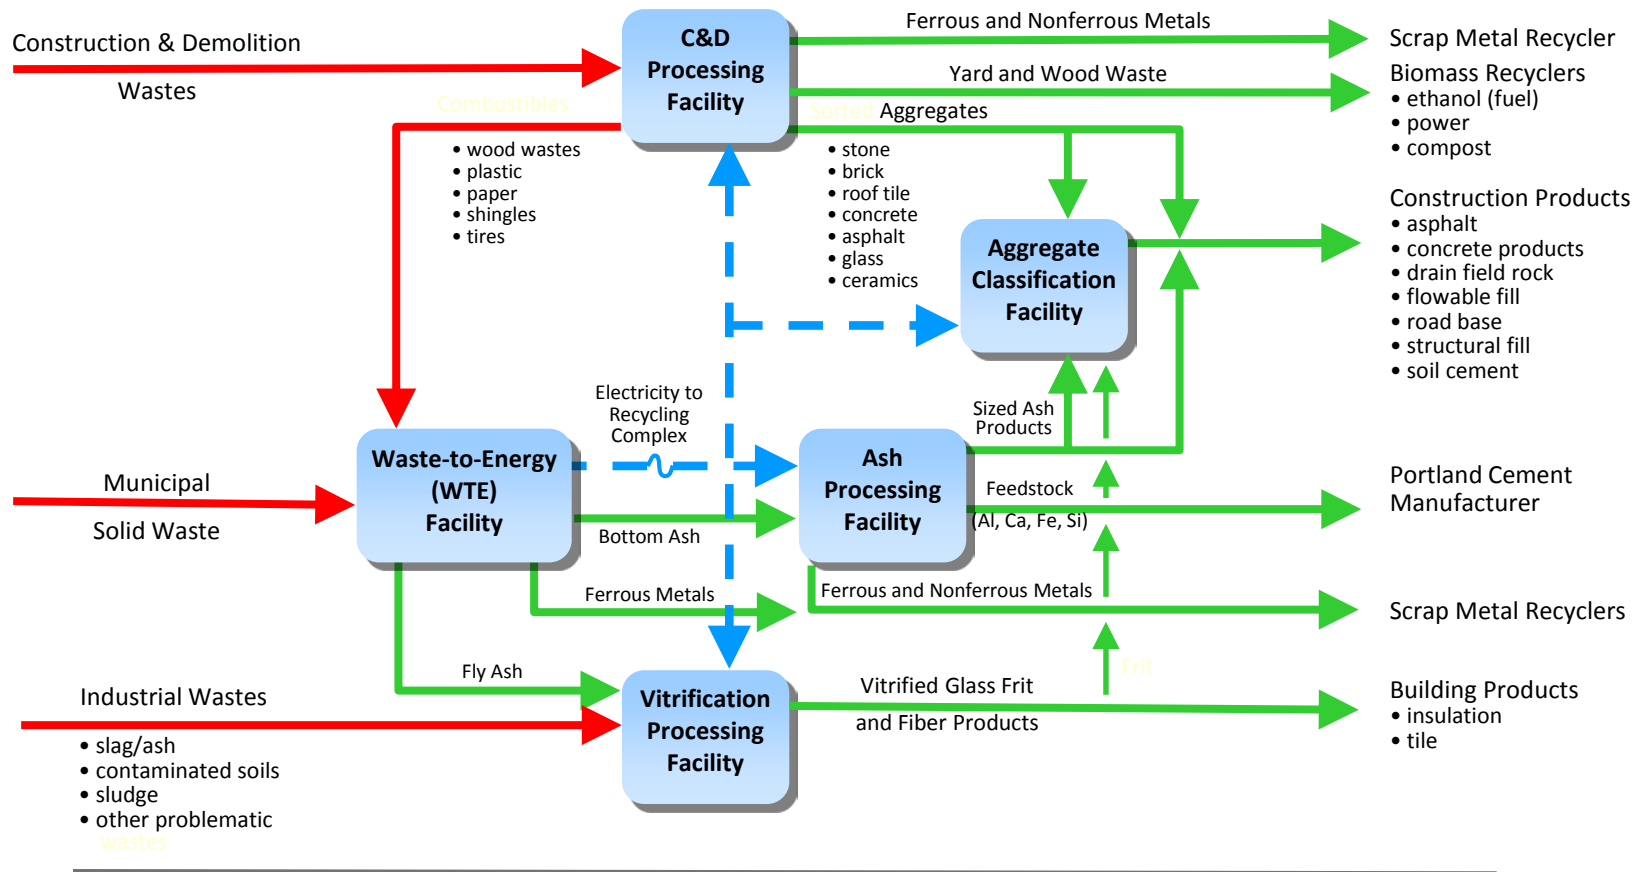 Construction & Demolition
Wastes
C&D
Processing
Facility
Ferrous and Nonferrous Metals
Scrap Metal Recycler
Yard and Wood Waste
Biomass Recyclers
• ethanol (fuel)
• power
• compost
Combustibles
• wood wastes
• plastic
• paper
• shingles
• tires
Sorted Aggregates
• stone
• brick
• roof tile
• concrete
• asphalt
• glass
• ceramics
Aggregate
Classification
Facility
Construction Products
• asphalt
• concrete products
• drain field rock
• flowable fill
• road base
• structural fill
• soil cement
Electricity to
Recycling
Complex
Sized Ash
Products
Municipal
Solid Waste
Waste-to-Energy
(WTE)
Facility
Bottom Ash
Ash
Processing
Facility
Feedstock
(Al, Ca, Fe, Si)
Portland Cement
Manufacturer
Ferrous Metals
Ferrous and Nonferrous Metals
Scrap Metal Recyclers
Fly Ash
Frit
Industrial Wastes
• slag/ash
• contaminated soils
• sludge
• other problematic
wastes
Vitrification
Processing
Facility
Vitrified Glass Frit
and Fiber Products
Building Products
• insulation
• tile